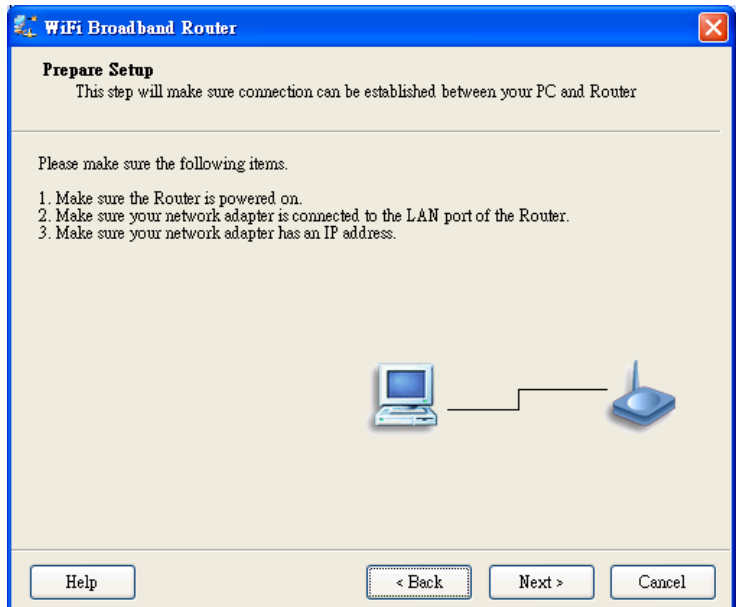 WiFi Broadband Router
Prepare Setup
This step will make sure connection can be established between your PC and Router
Please make sure the following items.
1. Make sure the Router is powered on.
2. Make sure your network adapter is connected to the LAN port of the Router.
3. Make sure your network adapter has an IP address.
Help
< Back
Next >
Cancel